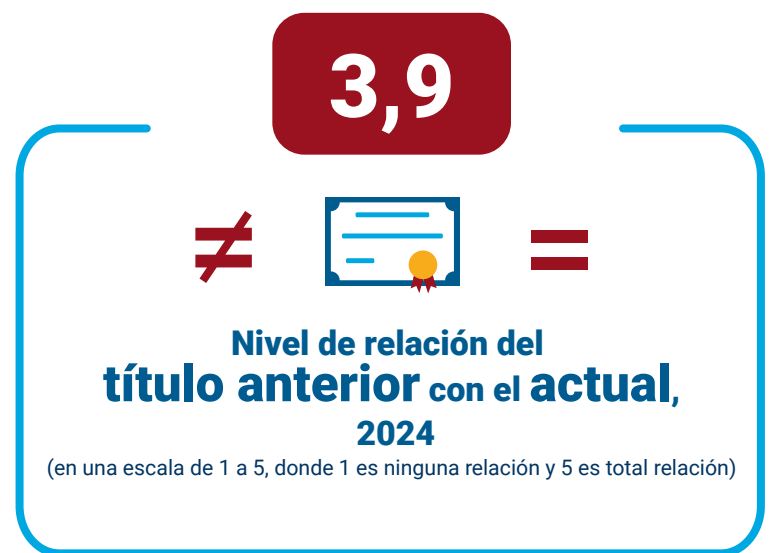 3,9
≠ =
Nivel de relación del
título anterior con el actual,
2024
(en una escala de 1 a 5, donde 1 es ninguna relación y 5 es total relación)